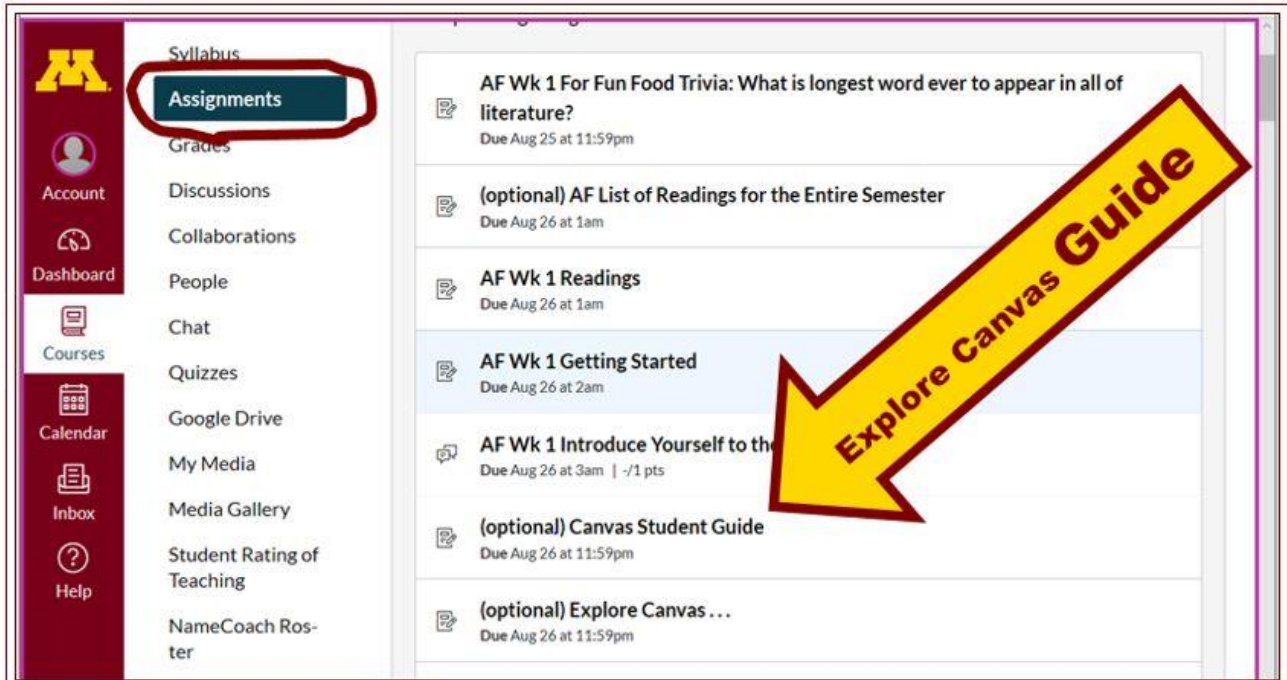 Account
Dashboard
Courses
Calendar
Inbox
Help
Syllabus
Assignments
Grades
Discussions
Collaborations
People
Chat
Quizzes
Google Drive
My Media
Media Gallery
Student Rating of
Teaching
NameCoach Ros-
ter
AF Wk 1 For Fun Food Trivia: What is longest word ever to appear in all of
literature?
Due Aug 25 at 11:59pm
(optional) AF List of Readings for the Entire Semester
Due Aug 26 at 1am
AF Wk 1 Readings
Due Aug 26 at 1am
AF Wk 1 Getting Started
Due Aug 26 at 2am
AF Wk 1 Introduce Yourself to the
Due Aug 26 at 3am | -/1 pts
(optional) Canvas Student Guide
Due Aug 26 at 11:59pm
(optional) Explore Canvas . . .
Due Aug 26 at 11:59pm
Explore Canvas Guide